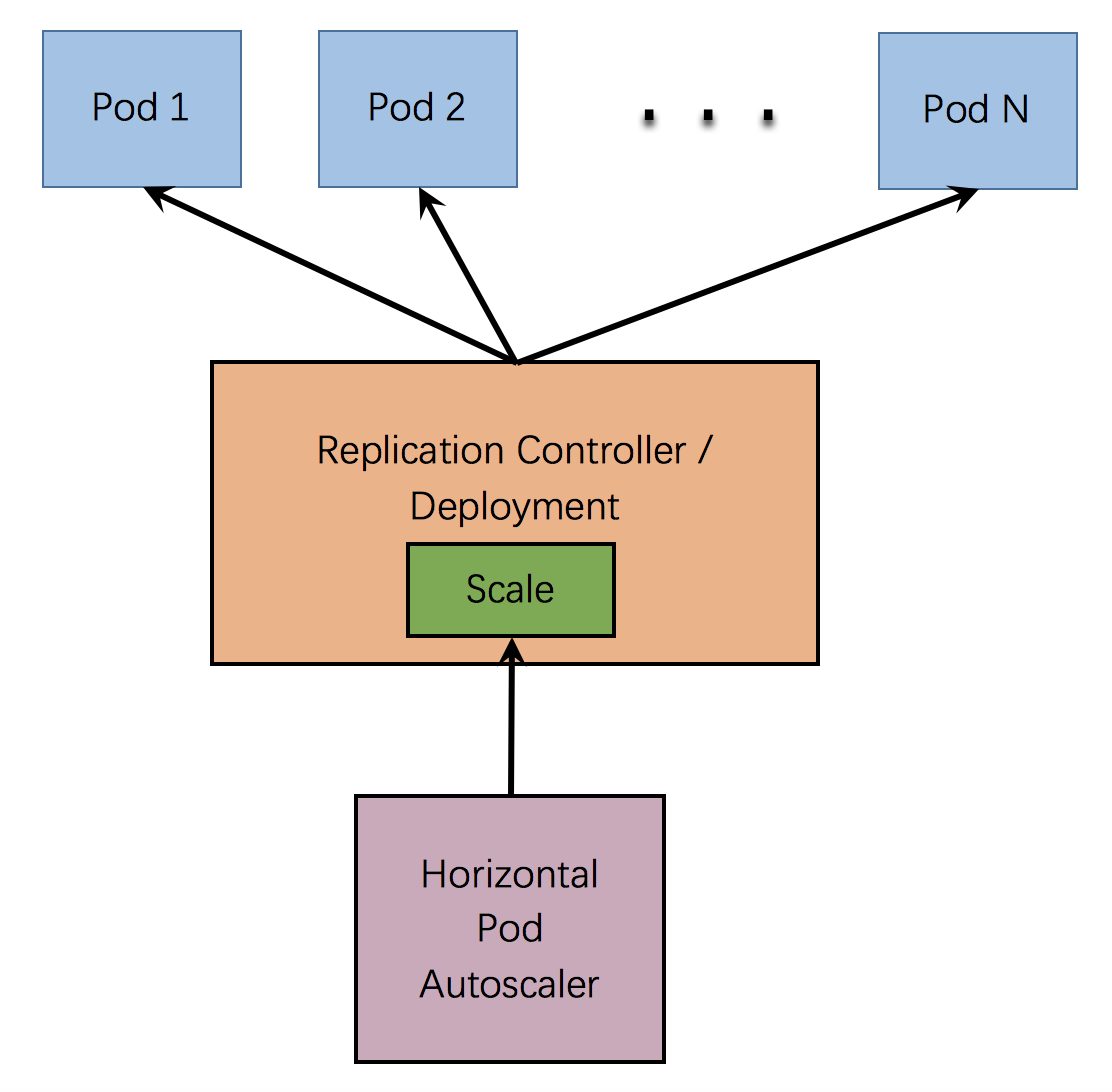 Pod 1
Pod 2
. . .
Pod N
Replication Controller /
Deployment
Scale
Horizontal
Pod
Autoscaler